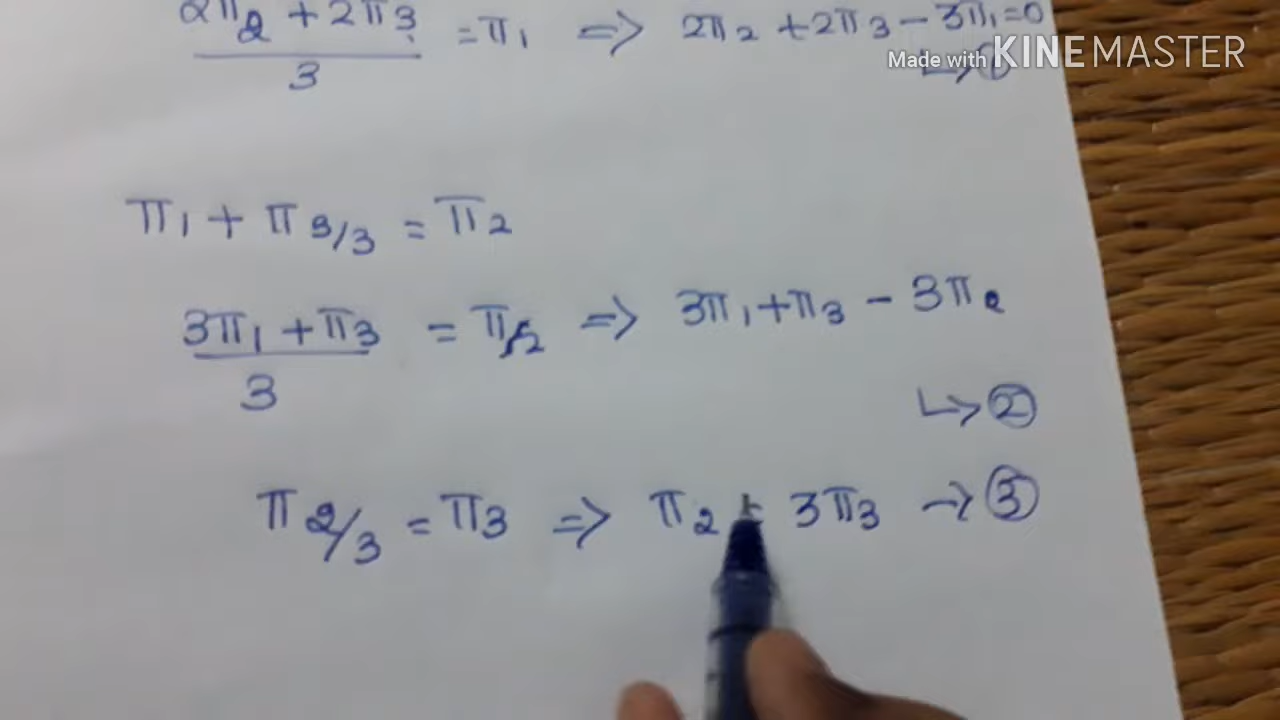 2π₂ + 2π₃ / 3 = π₁ ⇒ 2π₂ + 2π₃ - 3π₁ = 0
Made with KINEMASTER
↳ ①
π₁ + π₃/3 = π₂
3π₁ + π₃ / 3 = π₂ ⇒ 3π₁ + π₃ - 3π₂
↳ ②
π₂/3 = π₃ ⇒ π₂ = 3π₃ → ③